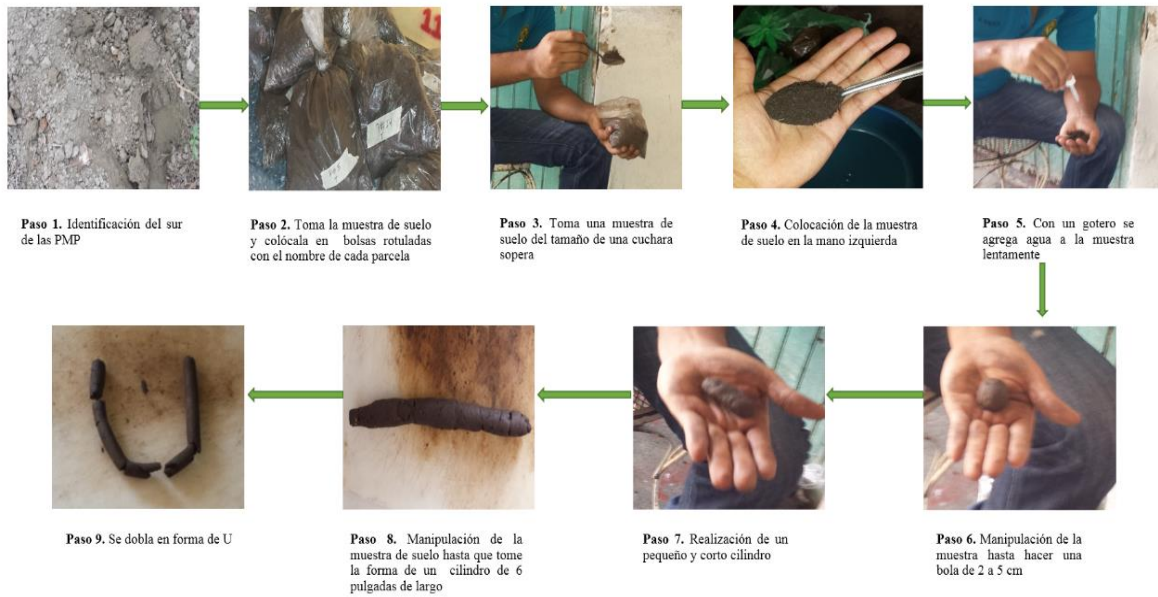 Paso 1. Identificación del sur
de las PMP
Paso 2. Toma la muestra de suelo
y colócala en bolsas rotuladas
con el nombre de cada parcela
Paso 3. Toma una muestra de
suelo del tamaño de una cuchara
sopera
Paso 4. Colocación de la muestra
de suelo en la mano izquierda
Paso 5. Con un gotero se
agrega agua a la muestra
lentamente
Paso 9. Se dobla en forma de U
Paso 8. Manipulación de la
muestra de suelo hasta que tome
la forma de un cilindro de 6
pulgadas de largo
Paso 7. Realización de un
pequeño y corto cilindro
Paso 6. Manipulación de la
muestra hasta hacer una
bola de 2 a 5 cm